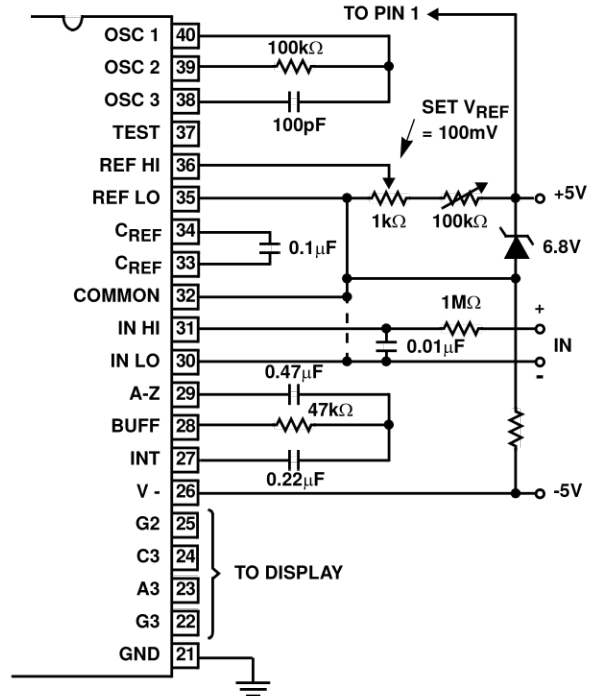 TO PIN 1
OSC 1 40
100kΩ
OSC 2 39
OSC 3 38
100pF
SET VREF
= 100mV
TEST 37
REF HI 36
REF LO 35
+5V
1kΩ
100kΩ
CREF 34
0.1µF
6.8V
CREF 33
COMMON 32
1MΩ
+
IN HI 31
0.01µF
IN
IN LO 30
-
0.47µF
A-Z 29
47kΩ
BUFF 28
INT 27
0.22µF
V - 26
-5V
G2 25
C3 24
TO DISPLAY
A3 23
G3 22
GND 21